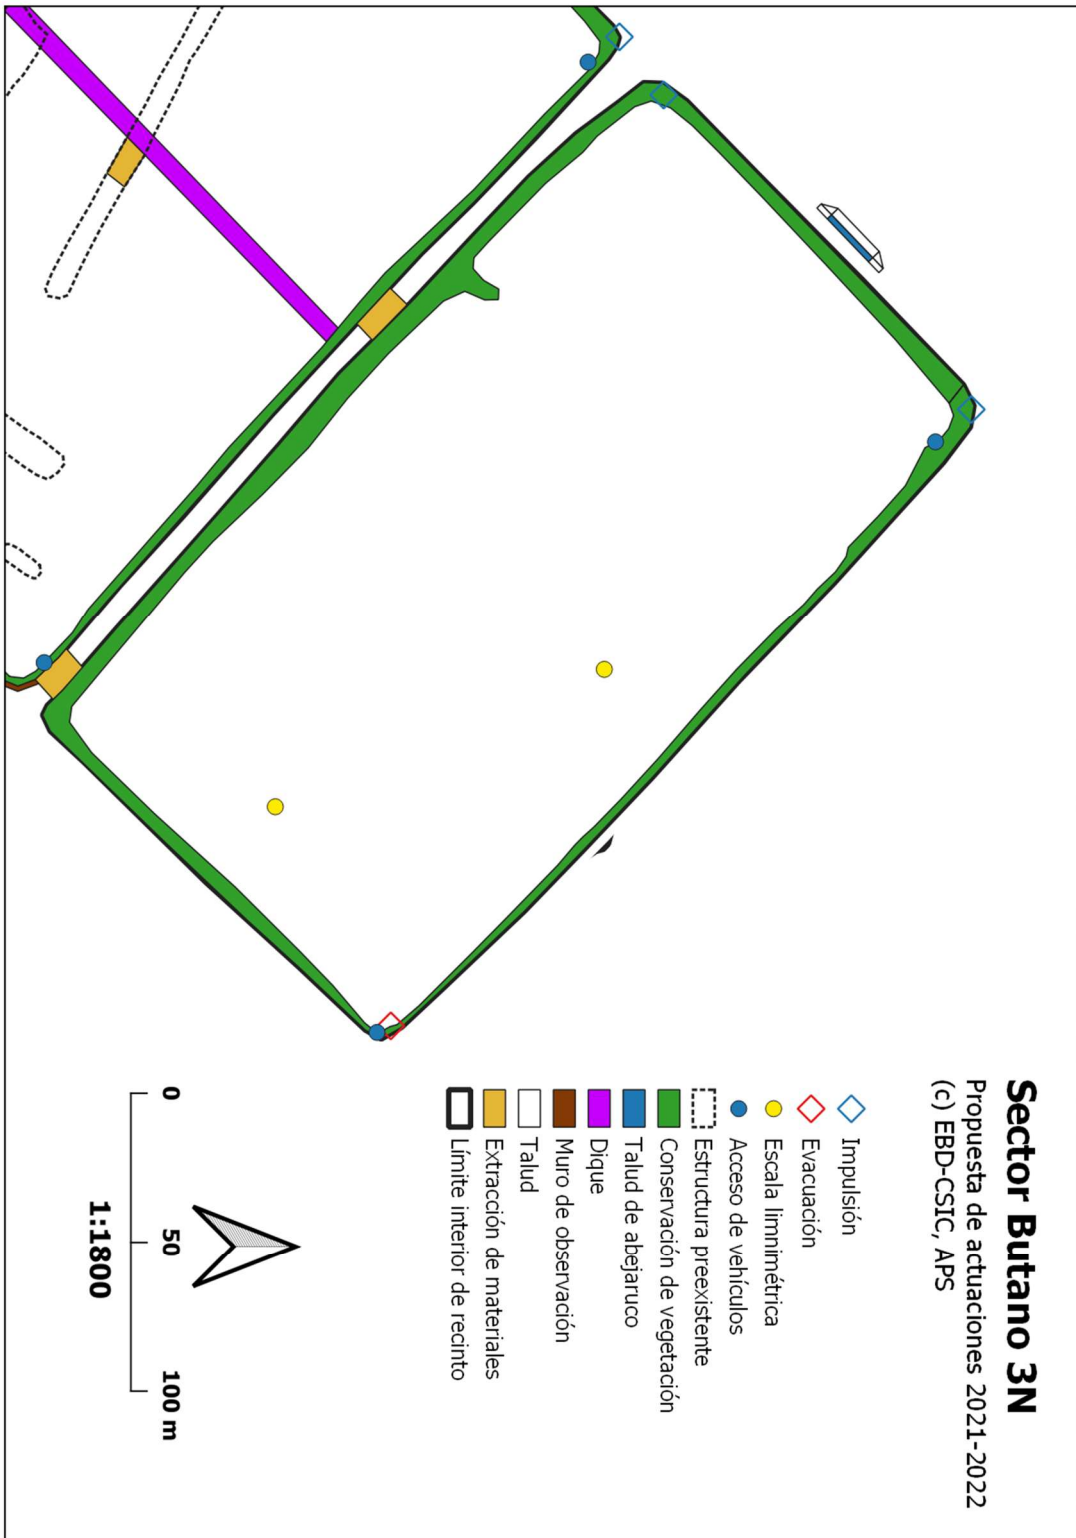 Sector Butano 3N
Propuesta de actuaciones 2021-2022
(c) EBD-CSIC, APS
Impulsión
Evacuación
Escala limnimétrica
Acceso de vehículos
Estructura preexistente
Conservación de vegetación
Talud de abejaruco
Dique
Muro de observación
Talud
Extracción de materiales
Límite interior de recinto
0 50 100 m
1:1800